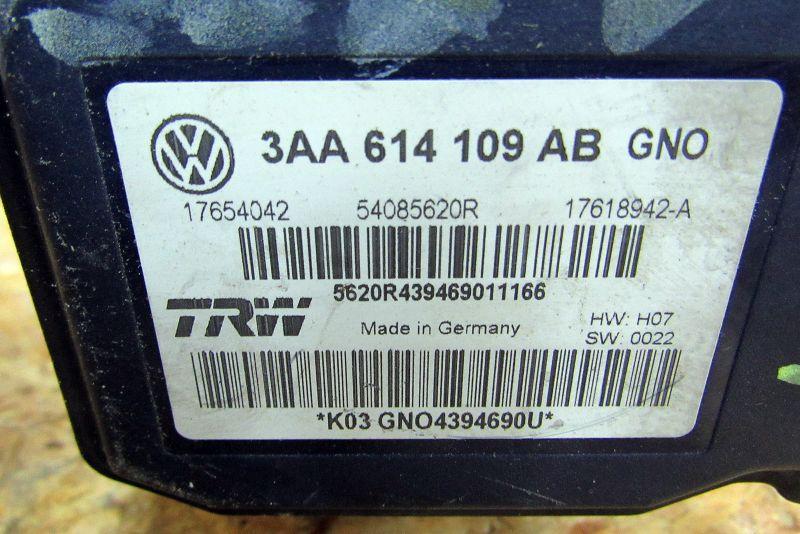 VW 3AA 614 109 AB GNO
17654042 54085620R 17618942-A
5620R439469011166
TRW Made in Germany HW: H07
SW: 0022
*K03 GNO4394690U*